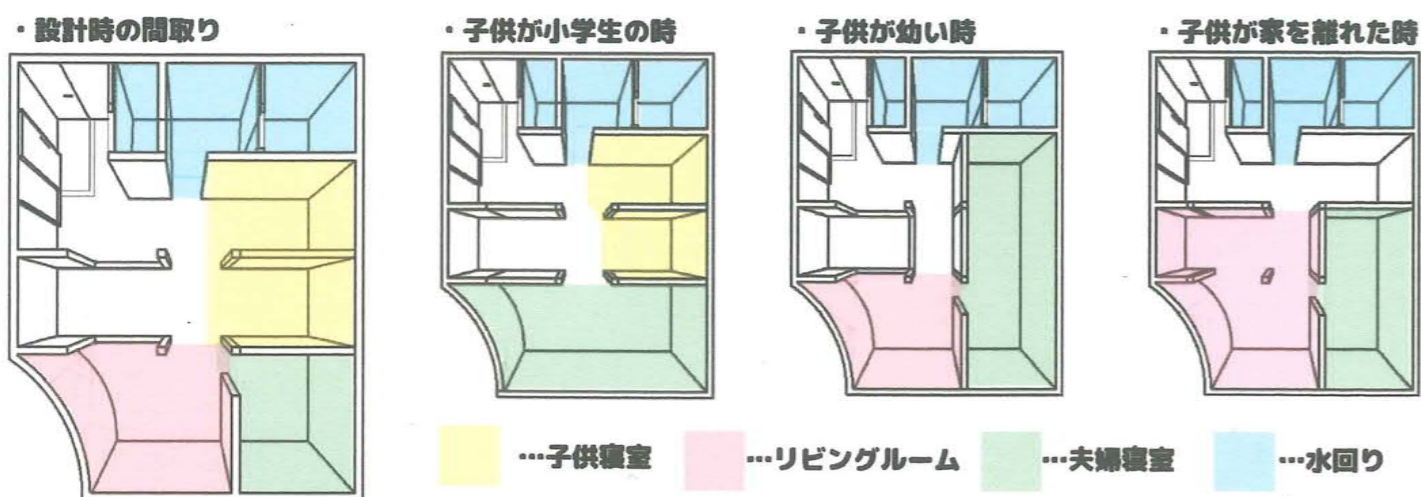 ・設計時の間取り
・子供が小学生の時
・子供が幼い時
・子供が家を離れた時
…子供寝室
…リビングルーム
…夫婦寝室
…水回り